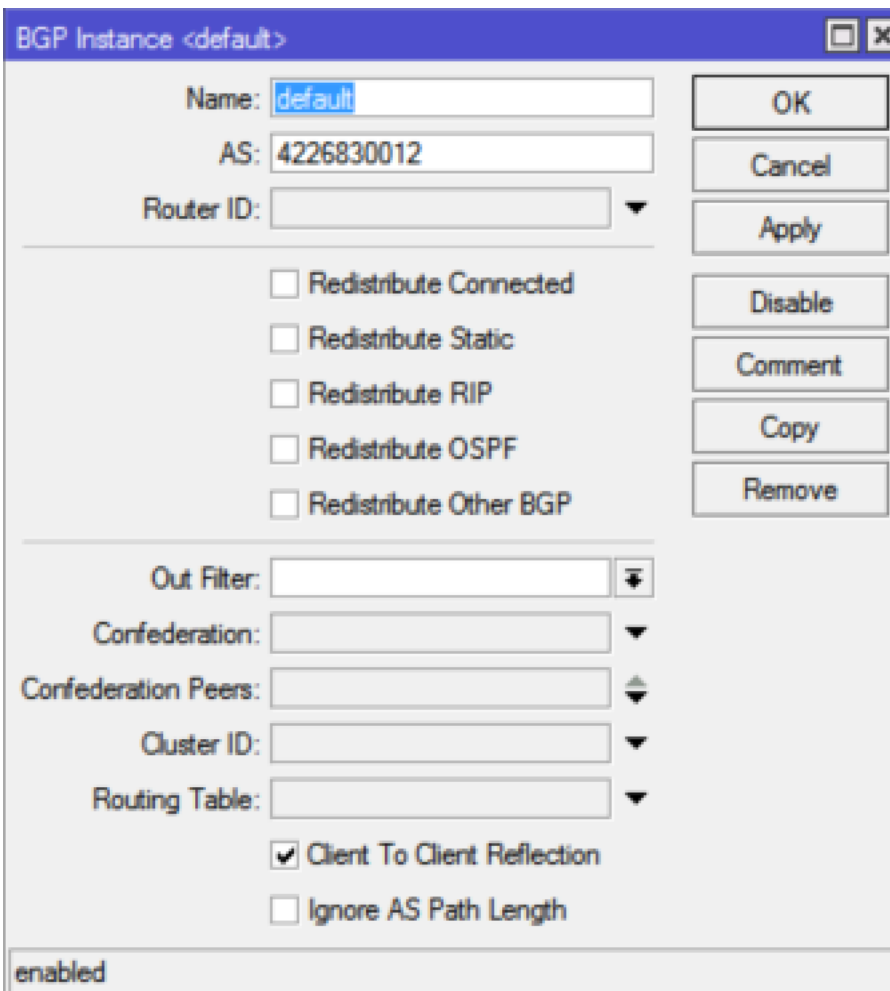 BGP Instance <default>
Name: default
OK
AS: 4226830012
Cancel
Router ID:
Apply
Redistribute Connected
Disable
Redistribute Static
Comment
Redistribute RIP
Copy
Redistribute OSPF
Remove
Redistribute Other BGP
Out Filter:
Confederation:
Confederation Peers:
Cluster ID:
Routing Table:
Client To Client Reflection
Ignore AS Path Length
enabled